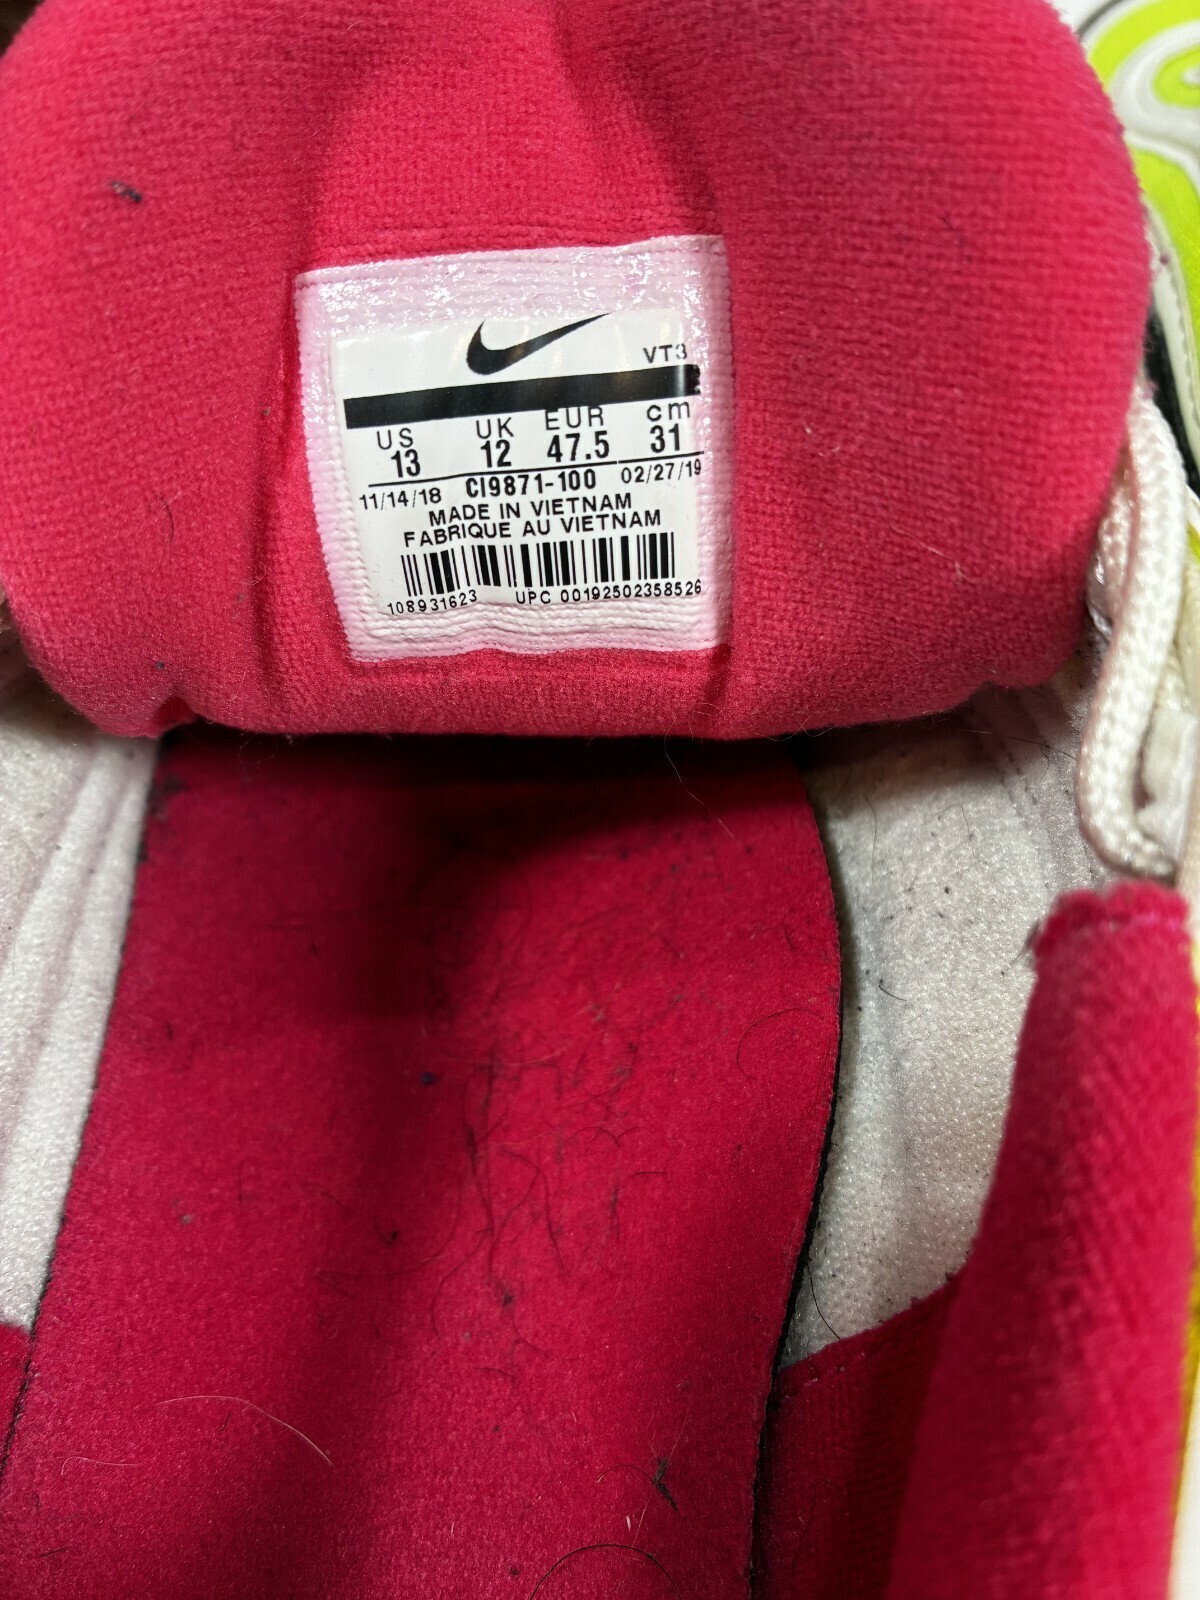 VT3
US UK EUR cm
13 12 47.5 31
11/14/18 CI9871-100 02/27/19
MADE IN VIETNAM
FABRIQUE AU VIETNAM
108931623 UPC 00192502358526